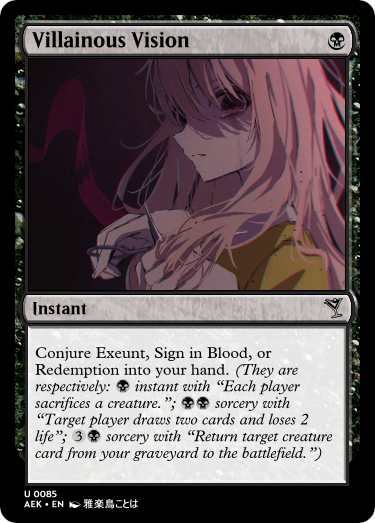 Villainous Vision
Instant
Conjure Exeunt, Sign in Blood, or
Redemption into your hand. (They are
respectively: instant with “Each player
sacrifices a creature.”; sorcery with
“Target player draws two cards and loses 2
life”; 3 sorcery with “Return target creature
card from your graveyard to the battlefield.”)
U 0085
AEK • EN 雅楽鳥ことは